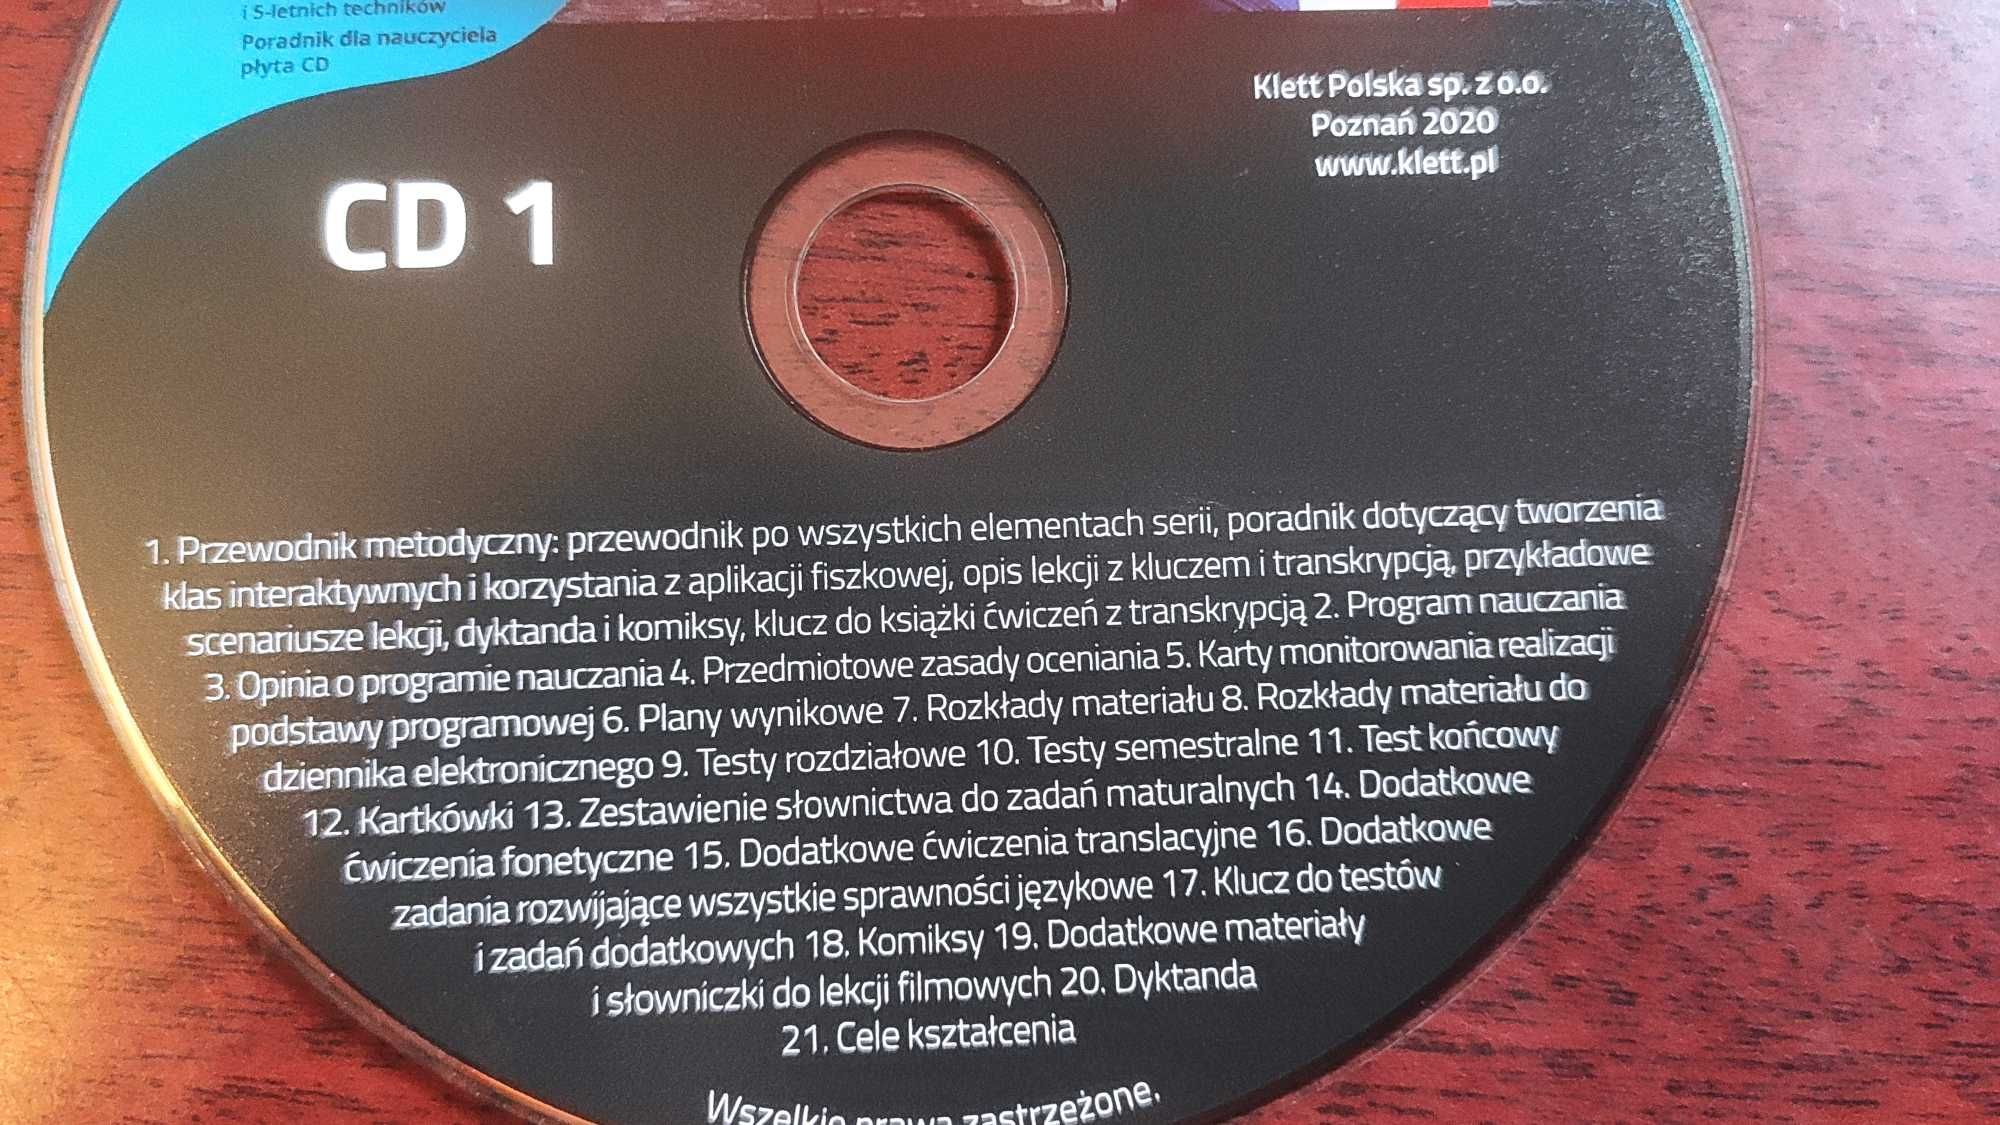 i 5-letnich techników
Poradnik dla nauczyciela
płyta CD
Klett Polska sp. z o.o.
Poznań 2020
www.klett.pl
CD 1
1. Przewodnik metodyczny: przewodnik po wszystkich elementach serii, poradnik dotyczący tworzenia
klas interaktywnych i korzystania z aplikacji fiszkowej, opis lekcji z kluczem i transkrypcją, przykładowe
scenariusze lekcji, dyktanda i komiksy, klucz do książki ćwiczeń z transkrypcją 2. Program nauczania
3. Opinia o programie nauczania 4. Przedmiotowe zasady oceniania 5. Karty monitorowania realizacji
podstawy programowej 6. Plany wynikowe 7. Rozkłady materiału 8. Rozkłady materiału do
dziennika elektronicznego 9. Testy rozdziałowe 10. Testy semestralne 11. Test końcowy
12. Kartkówki 13. Zestawienie słownictwa do zadań maturalnych 14. Dodatkowe
ćwiczenia fonetyczne 15. Dodatkowe ćwiczenia translacyjne 16. Dodatkowe
zadania rozwijające wszystkie sprawności językowe 17. Klucz do testów
i zadań dodatkowych 18. Komiksy 19. Dodatkowe materiały
i słowniczki do lekcji filmowych 20. Dyktanda
21. Cele kształcenia
Wszelkie prawa zastrzeżone.